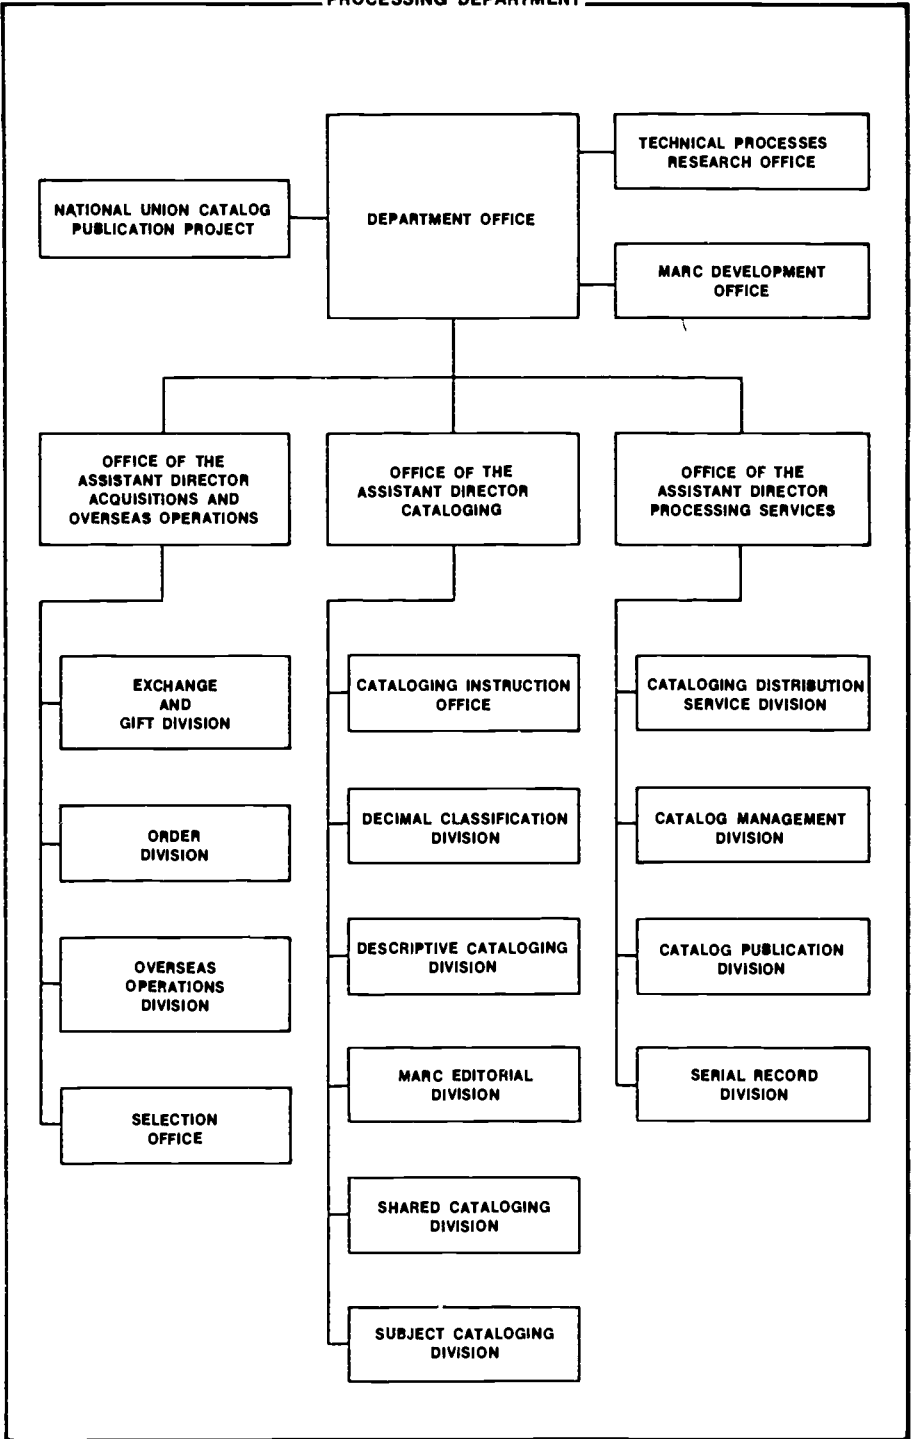 PROCESSING DEPARTMENT
TECHNICAL PROCESSES
RESEARCH OFFICE
NATIONAL UNION CATALOG
PUBLICATION PROJECT
DEPARTMENT OFFICE
MARC DEVELOPMENT
OFFICE
OFFICE OF THE
ASSISTANT DIRECTOR
ACQUISITIONS AND
OVERSEAS OPERATIONS
OFFICE OF THE
ASSISTANT DIRECTOR
CATALOGING
OFFICE OF THE
ASSISTANT DIRECTOR
PROCESSING SERVICES
EXCHANGE
AND
GIFT DIVISION
ORDER
DIVISION
OVERSEAS
OPERATIONS
DIVISION
SELECTION
OFFICE
CATALOGING INSTRUCTION
OFFICE
DECIMAL CLASSIFICATION
DIVISION
DESCRIPTIVE CATALOGING
DIVISION
MARC EDITORIAL
DIVISION
SHARED CATALOGING
DIVISION
SUBJECT CATALOGING
DIVISION
CATALOGING DISTRIBUTION
SERVICE DIVISION
CATALOG MANAGEMENT
DIVISION
CATALOG PUBLICATION
DIVISION
SERIAL RECORD
DIVISION